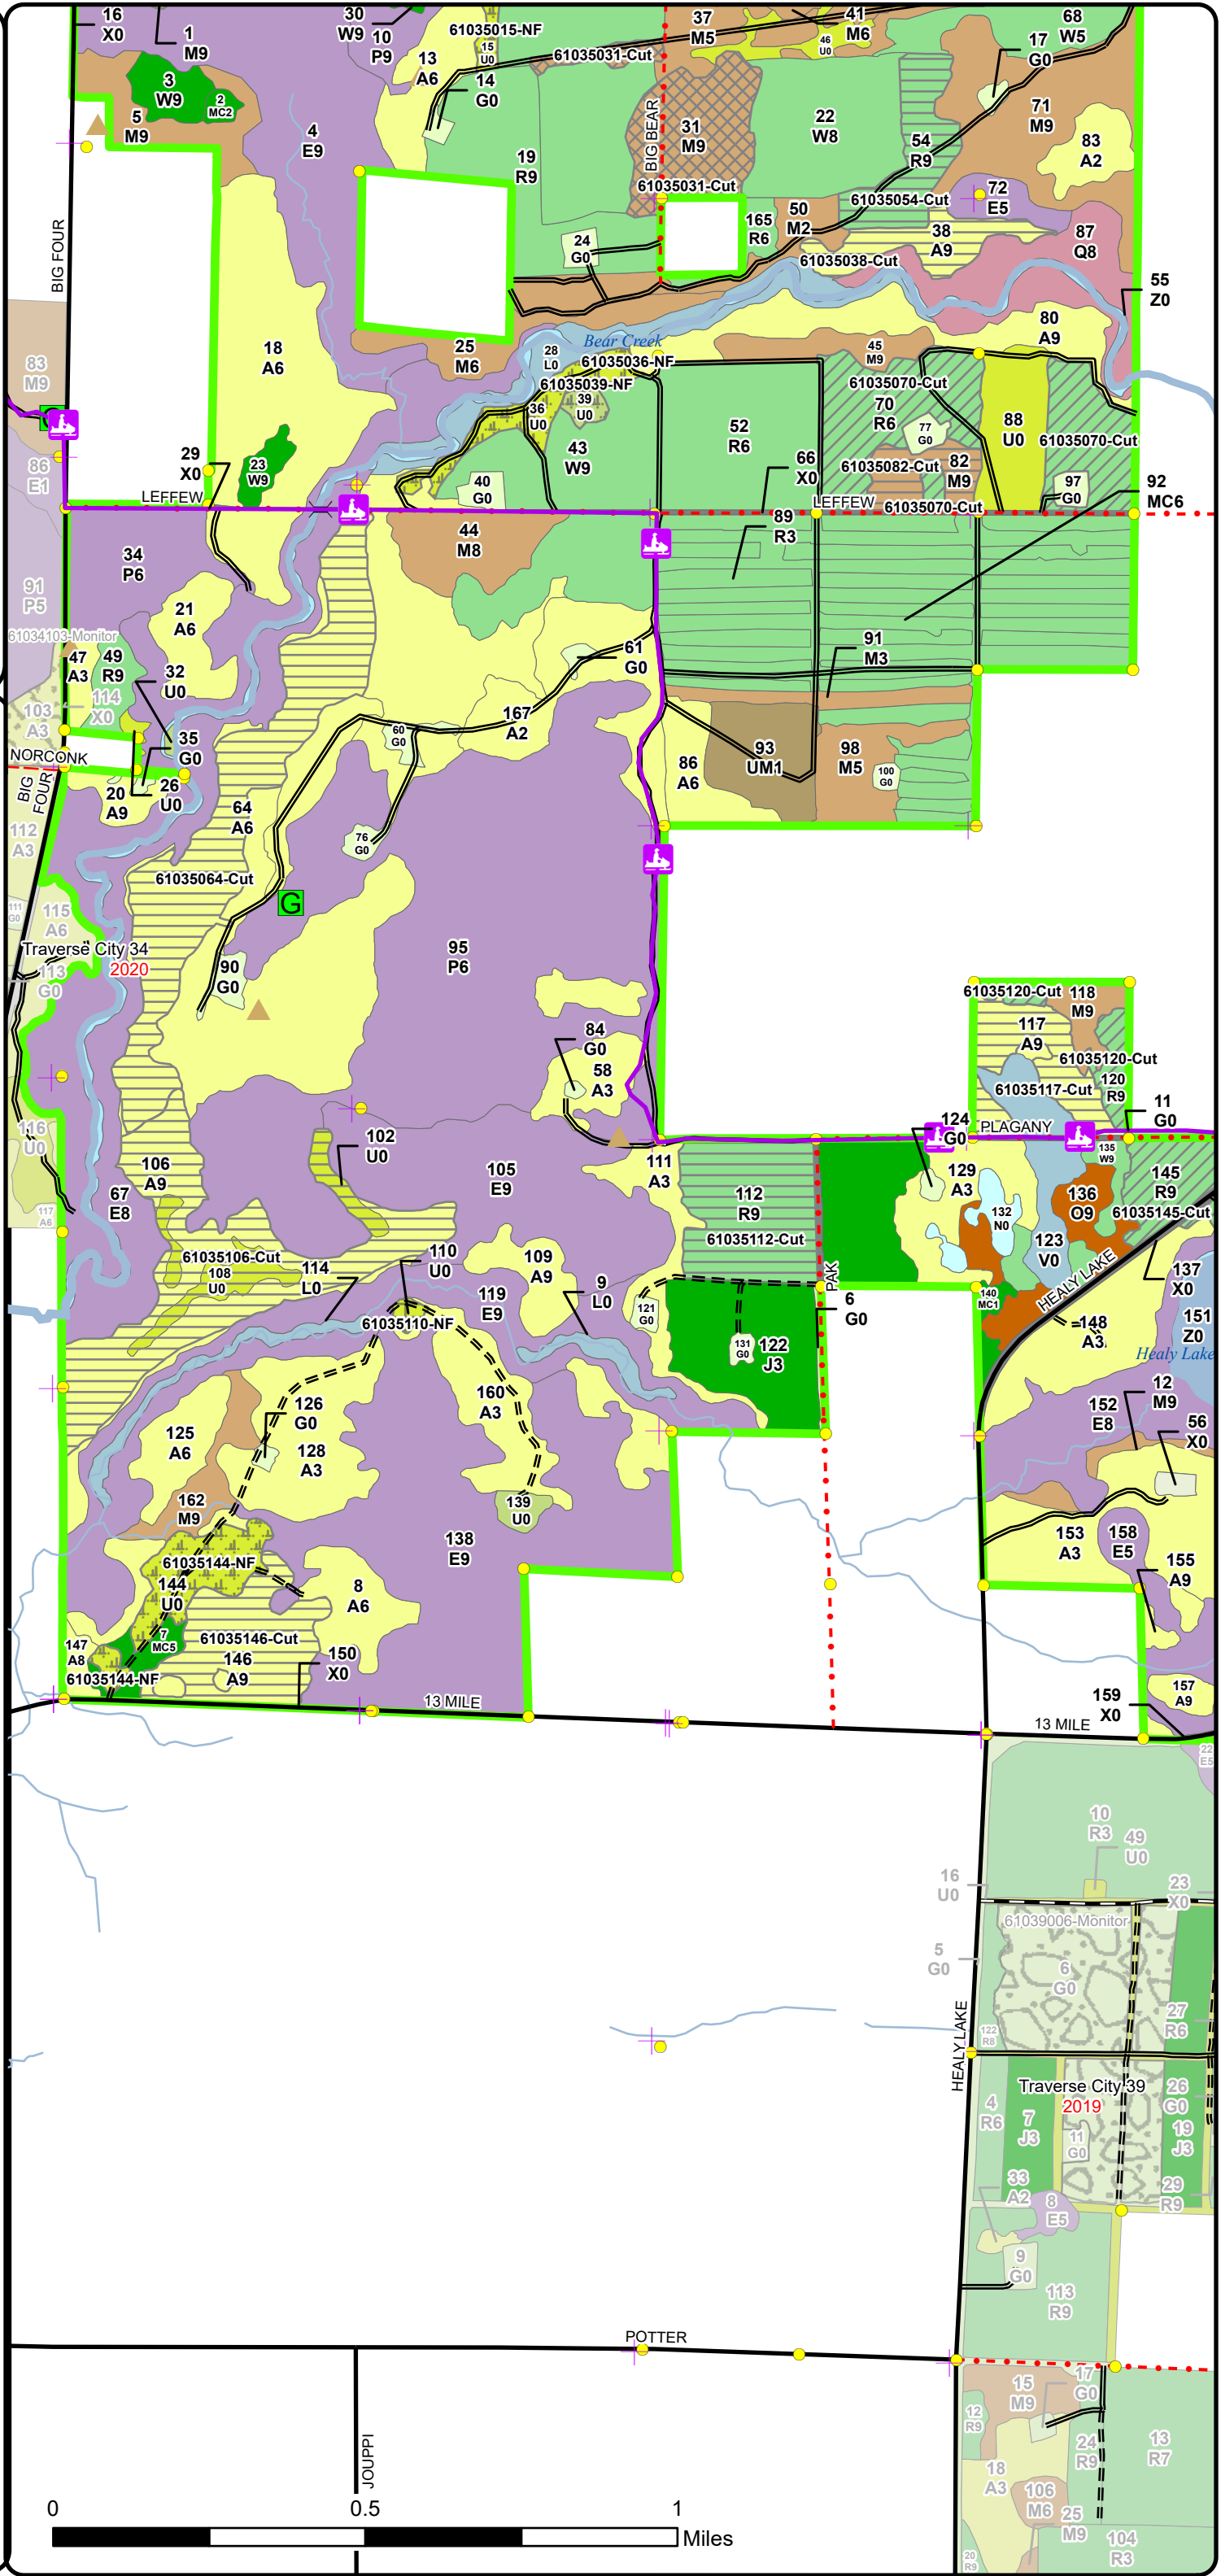 16
X0
1
M9
30
W9
10
P9
61035015-NF
15
U0
13
A6
14
G0
61035031-Cut
37
M5
41
M6
46
U0
68
W5
17
G0
3
W9
2
MC2
5
M9
4
E9
19
R9
BIG BEAR
31
M9
22
W8
71
M9
54
R9
83
A2
61035031-Cut
61035054-Cut
72
E5
165
R6
50
M2
38
A9
87
Q8
BIG FOUR
24
G0
61035038-Cut
55
Z0
80
A9
18
A6
25
M6
Bear Creek
28
L0
61035036-NF
45
M9
83
M9
61035039-NF
61035070-Cut
70
R6
36
U0
39
U0
52
R6
77
G0
88
U0
61035070-Cut
43
W9
29
X0
23
W9
86
E1
66
X0
61035082-Cut
82
M9
97
G0
92
MC6
40
G0
LEFFEW
LEFFEW
61035070-Cut
89
R3
44
M8
34
P6
91
P5
21
A6
61034103-Monitor
47
A3
49
R9
32
U0
61
G0
91
M3
114
X0
103
A3
167
A2
60
G0
35
G0
93
UM1
98
M5
86
A6
100
G0
NORCONK
BIG
FOUR
20
A9
26
U0
64
A6
76
G0
112
A3
61035064-Cut
G
111
G0
115
A6
Traverse City 34
2020
113
G0
95
P6
90
G0
61035120-Cut
118
M9
117
A9
84
G0
58
A3
61035120-Cut
61035117-Cut
120
R9
11
G0
116
U0
124
G0
PLAGANY
102
U0
135
W9
106
A9
105
E9
111
A3
129
A3
145
R9
67
E8
112
R9
136
O9
117
A6
132
N0
61035145-Cut
61035112-Cut
123
V0
61035106-Cut
108
U0
110
U0
109
A9
114
L0
9
L0
PAK
HEALY LAKE
137
X0
119
E9
121
G0
6
G0
140
MC1
61035110-NF
148
A3
151
Z0
131
G0
122
J3
Healy Lake
160
A3
12
M9
126
G0
152
E8
56
X0
125
A6
128
A3
162
M9
139
U0
138
E9
153
A3
158
E5
61035144-NF
155
A9
144
U0
8
A6
7
MC5
61035146-Cut
147
A8
146
A9
150
X0
61035144-NF
157
A9
159
X0
13 MILE
13 MILE
22
E5
10
R3
49
U0
16
U0
23
X0
61039006-Monitor
5
G0
6
G0
27
R6
122
R8
HEALY LAKE
Traverse City 39
2019
26
G0
4
R6
7
J3
11
G0
19
J3
33
A2
29
R9
8
E5
9
G0
113
R9
POTTER
15
M9
17
G0
12
R9
24
R9
13
R7
JOUPPI
18
A3
106
M6
25
M9
104
R3
20
R9
0
0.5
1
Miles